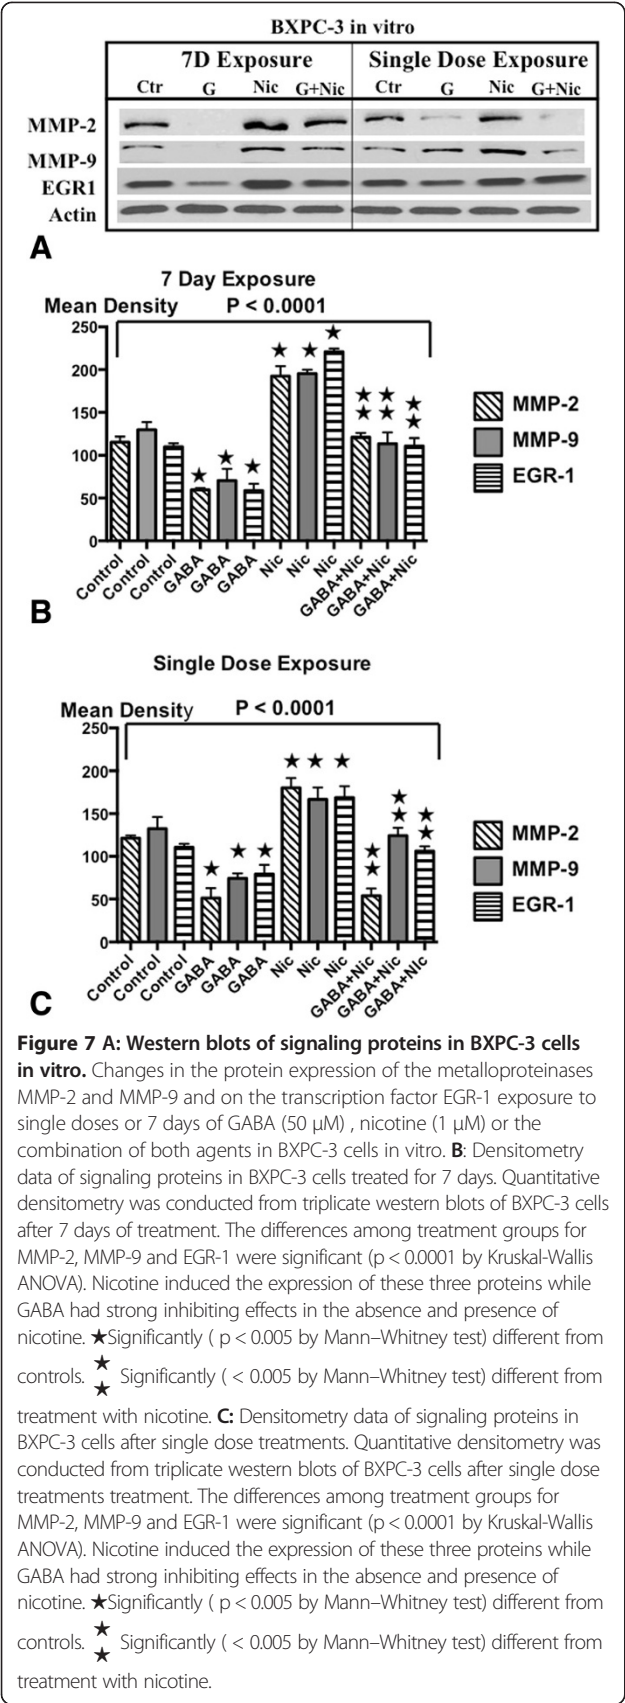 BXPC-3 in vitro
7D Exposure Single Dose Exposure
Ctr G Nic G+Nic Ctr G Nic G+Nic
MMP-2
MMP-9
EGR1
Actin
A
7 Day Exposure
Mean Density P < 0.0001
250
200
150
100
50
0
★ ★ ★ ★ ★ ★ ★★ ★★ ★★
Control Control Control GABA GABA GABA Nic Nic Nic GABA+Nic GABA+Nic GABA+Nic
MMP-2
MMP-9
EGR-1
B
Single Dose Exposure
Mean Density P < 0.0001
250
200
150
100
50
0
★ ★ ★ ★ ★ ★ ★★ ★★ ★★
Control Control Control GABA GABA GABA Nic Nic Nic GABA+Nic GABA+Nic GABA+NIc
MMP-2
MMP-9
EGR-1
C
Figure 7 A: Western blots of signaling proteins in BXPC-3 cells
in vitro. Changes in the protein expression of the metalloproteinases
MMP-2 and MMP-9 and on the transcription factor EGR-1 exposure to
single doses or 7 days of GABA (50 μM) , nicotine (1 μM) or the
combination of both agents in BXPC-3 cells in vitro. B: Densitometry
data of signaling proteins in BXPC-3 cells treated for 7 days. Quantitative
densitometry was conducted from triplicate western blots of BXPC-3 cells
after 7 days of treatment. The differences among treatment groups for
MMP-2, MMP-9 and EGR-1 were significant (p < 0.0001 by Kruskal-Wallis
ANOVA). Nicotine induced the expression of these three proteins while
GABA had strong inhibiting effects in the absence and presence of
nicotine. ★Significantly ( p < 0.005 by Mann–Whitney test) different from
controls. ★★ Significantly ( < 0.005 by Mann–Whitney test) different from
treatment with nicotine. C: Densitometry data of signaling proteins in
BXPC-3 cells after single dose treatments. Quantitative densitometry was
conducted from triplicate western blots of BXPC-3 cells after single dose
treatments treatment. The differences among treatment groups for
MMP-2, MMP-9 and EGR-1 were significant (p < 0.0001 by Kruskal-Wallis
ANOVA). Nicotine induced the expression of these three proteins while
GABA had strong inhibiting effects in the absence and presence of
nicotine. ★Significantly ( p < 0.005 by Mann–Whitney test) different from
controls. ★★ Significantly ( < 0.005 by Mann–Whitney test) different from
treatment with nicotine.